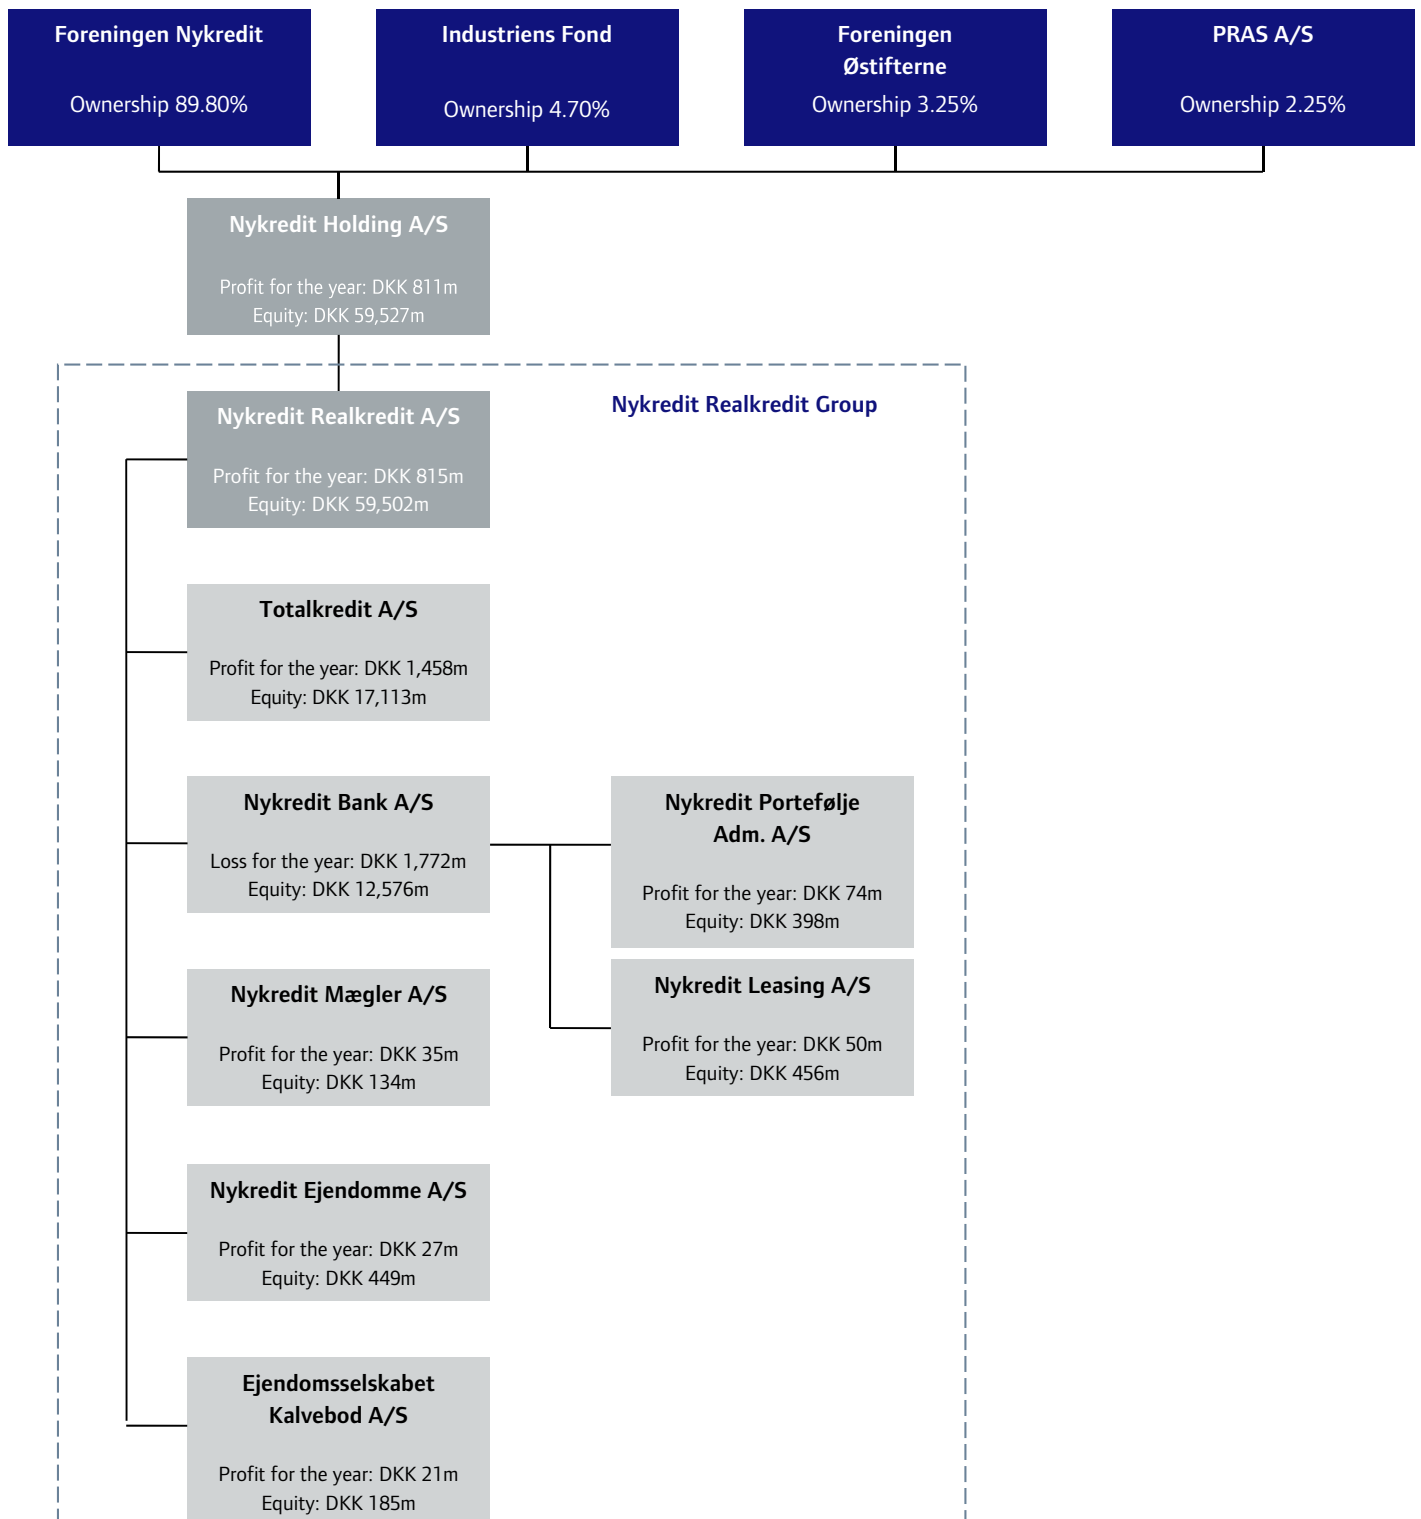 Foreningen Nykredit
Ownership 89.80%
Industriens Fond
Ownership 4.70%
Foreningen
Østifterne
Ownership 3.25%
PRAS A/S
Ownership 2.25%
Nykredit Holding A/S
Profit for the year: DKK 811m
Equity: DKK 59,527m
Nykredit Realkredit Group
Nykredit Realkredit A/S
Profit for the year: DKK 815m
Equity: DKK 59,502m
Totalkredit A/S
Profit for the year: DKK 1,458m
Equity: DKK 17,113m
Nykredit Bank A/S
Loss for the year: DKK 1,772m
Equity: DKK 12,576m
Nykredit Portefølje
Adm. A/S
Profit for the year: DKK 74m
Equity: DKK 398m
Nykredit Leasing A/S
Profit for the year: DKK 50m
Equity: DKK 456m
Nykredit Mægler A/S
Profit for the year: DKK 35m
Equity: DKK 134m
Nykredit Ejendomme A/S
Profit for the year: DKK 27m
Equity: DKK 449m
Ejendomsselskabet
Kalvebod A/S
Profit for the year: DKK 21m
Equity: DKK 185m